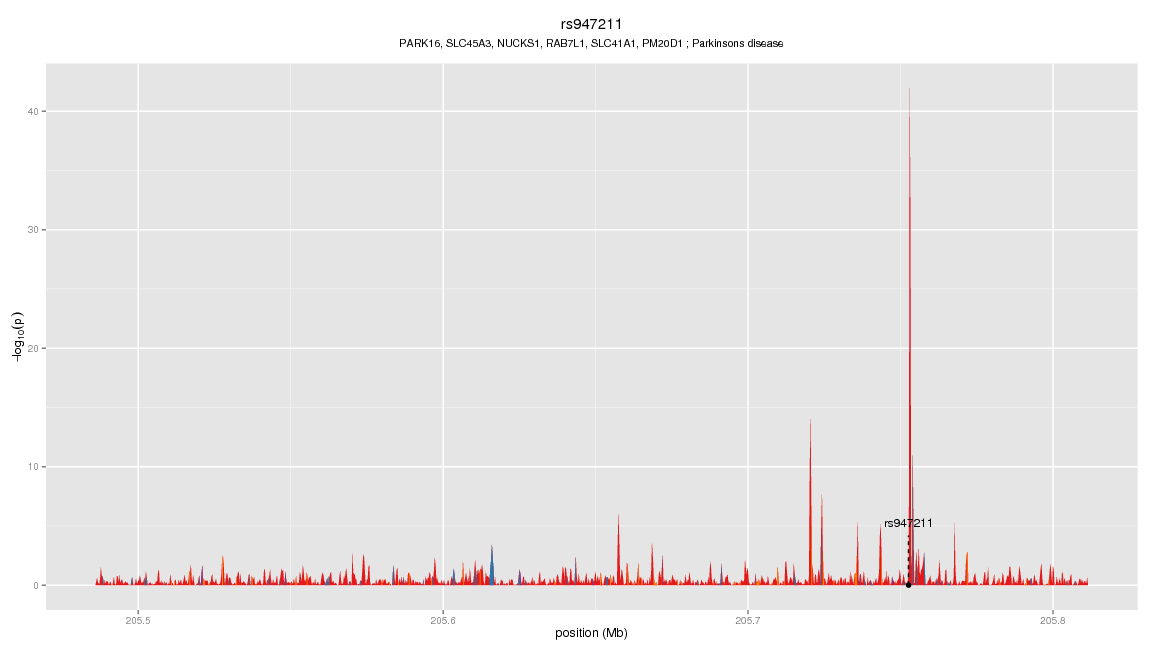 rs947211
PARK16, SLC45A3, NUCKS1, RAB7L1, SLC41A1, PM20D1 ; Parkinsons disease
40
30
20
10
0
−log10(p)
rs947211
205.5 205.6 205.7 205.8
position (Mb)